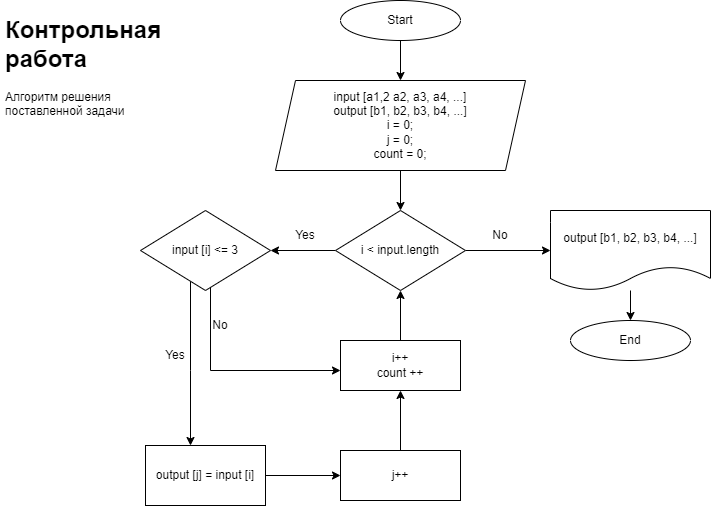 Контрольная
работа
Алгоритм решения
поставленной задачи
Start
input [a1,2 a2, a3, a4, ...]
output [b1, b2, b3, b4, ...]
i = 0;
j = 0;
count = 0;
input [i] <= 3
Yes
i < input.length
No
output [b1, b2, b3, b4, ...]
No
Yes
i++
count ++
End
output [j] = input [i]
j++